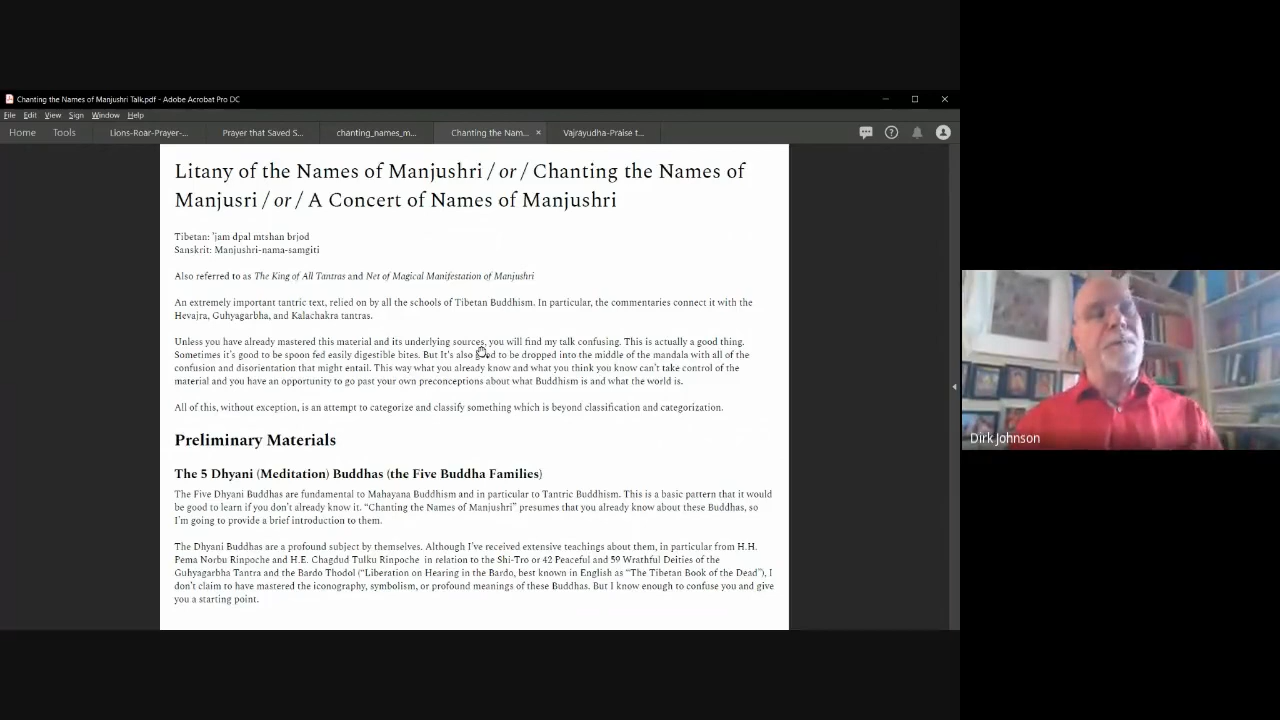 Chanting the Names of Manjushri Talk.pdf - Adobe Acrobat Pro DC
File Edit View Sign Window Help
Home Tools Lions-Roar-Prayer-... Prayer that Saved S... chanting_names_m... Chanting the Nam... × Vajrayudha-Praise t...
Litany of the Names of Manjushri / or / Chanting the Names of
Manjusri / or / A Concert of Names of Manjushri
Tibetan: 'jam dpal mtshan brjod
Sanskrit: Manjushri-nama-samgiti
Also referred to as The King of All Tantras and Net of Magical Manifestation of Manjushri
An extremely important tantric text, relied on by all the schools of Tibetan Buddhism. In particular, the commentaries connect it with the
Hevajra, Guhyagarbha, and Kalachakra tantras.
Unless you have already mastered this material and its underlying sources, you will find my talk confusing. This is actually a good thing.
Sometimes it's good to be spoon fed easily digestible bites. But It's also good to be dropped into the middle of the mandala with all of the
confusion and disorientation that might entail. This way what you already know and what you think you know can't take control of the
material and you have an opportunity to go past your own preconceptions about what Buddhism is and what the world is.
All of this, without exception, is an attempt to categorize and classify something which is beyond classification and categorization.
Preliminary Materials
The 5 Dhyani (Meditation) Buddhas (the Five Buddha Families)
The Five Dhyani Buddhas are fundamental to Mahayana Buddhism and in particular to Tantric Buddhism. This is a basic pattern that it would
be good to learn if you don't already know it. “Chanting the Names of Manjushri” presumes that you already know about these Buddhas, so
I'm going to provide a brief introduction to them.
The Dhyani Buddhas are a profound subject by themselves. Although I've received extensive teachings about them, in particular from H.H.
Pema Norbu Rinpoche and H.E. Chagdud Tulku Rinpoche in relation to the Shi-Tro or 42 Peaceful and 59 Wrathful Deities of the
Guhyagarbha Tantra and the Bardo Thodol (“Liberation on Hearing in the Bardo, best known in English as “The Tibetan Book of the Dead”), I
don't claim to have mastered the iconography, symbolism, or profound meanings of these Buddhas. But I know enough to confuse you and give
you a starting point.
Dirk Johnson